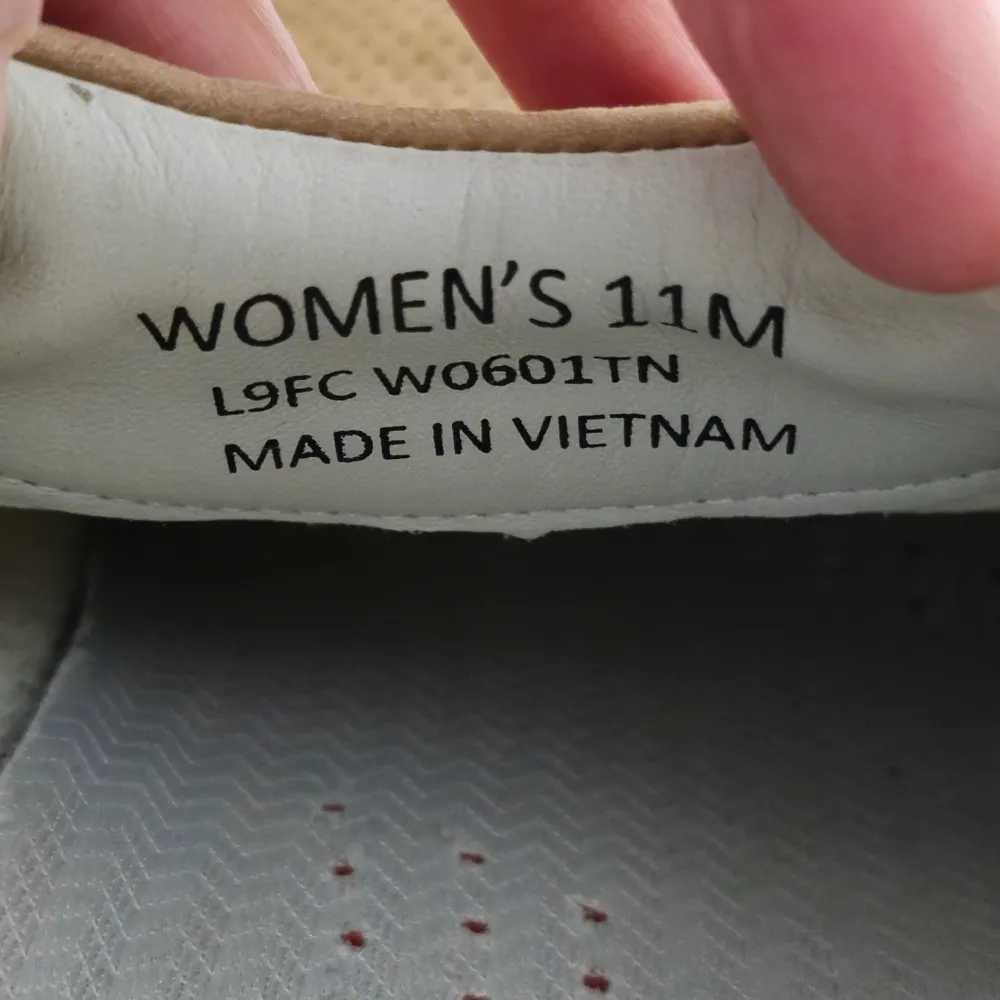 WOMEN'S 11M
L9FC W0601TN
MADE IN VIETNAM